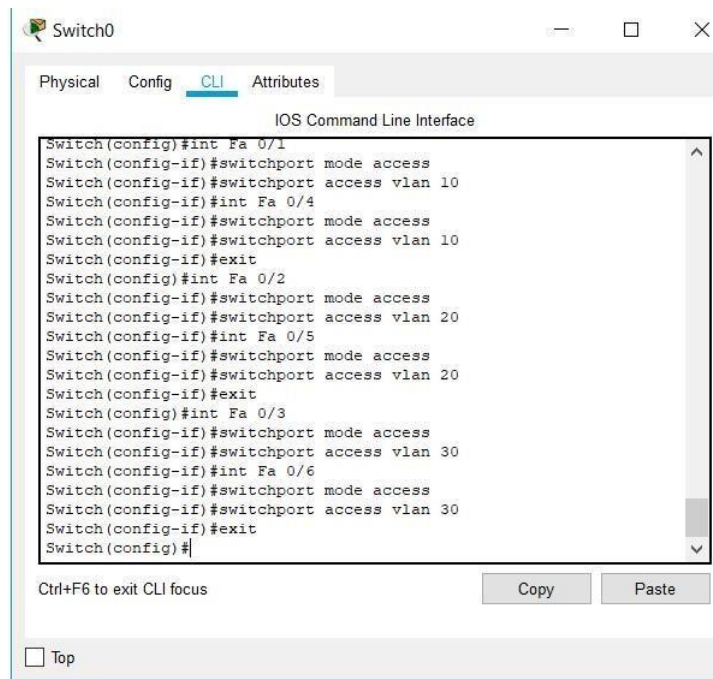 Switch0
Physical Config CLI Attributes
IOS Command Line Interface
Switch(config)#int Fa 0/1
Switch(config-if)#switchport mode access
Switch(config-if)#switchport access vlan 10
Switch(config-if)#int Fa 0/4
Switch(config-if)#switchport mode access
Switch(config-if)#switchport access vlan 10
Switch(config-if)#exit
Switch(config)#int Fa 0/2
Switch(config-if)#switchport mode access
Switch(config-if)#switchport access vlan 20
Switch(config-if)#int Fa 0/5
Switch(config-if)#switchport mode access
Switch(config-if)#switchport access vlan 20
Switch(config-if)#exit
Switch(config)#int Fa 0/3
Switch(config-if)#switchport mode access
Switch(config-if)#switchport access vlan 30
Switch(config-if)#int Fa 0/6
Switch(config-if)#switchport mode access
Switch(config-if)#switchport access vlan 30
Switch(config-if)#exit
Switch(config)#
Ctrl+F6 to exit CLI focus Copy Paste
Top